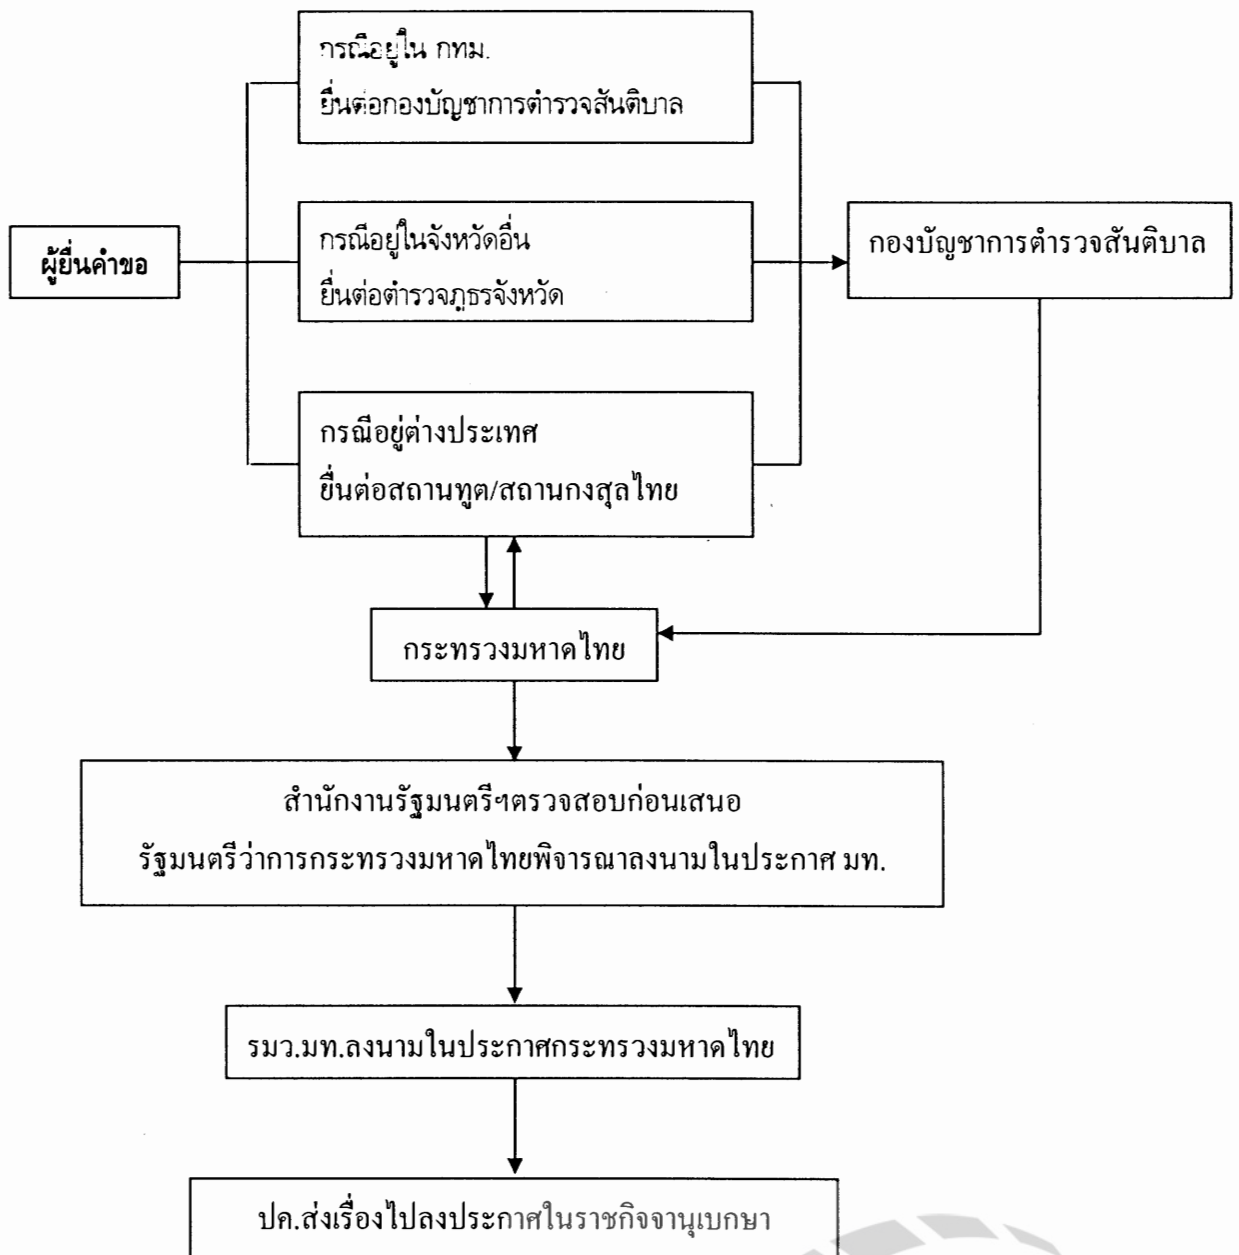 กรณีอยู่ใน กทม.
ยื่นต่อกองบัญชาการตำรวจสันติบาล
ผู้ยื่นคำขอ
กรณีอยู่ในจังหวัดอื่น
ยื่นต่อตำรวจภูธรจังหวัด
กองบัญชาการตำรวจสันติบาล
กรณีอยู่ต่างประเทศ
ยื่นต่อสถานทูต/สถานกงสุลไทย
กระทรวงมหาดไทย
สำนักงานรัฐมนตรีฯตรวจสอบก่อนเสนอ
รัฐมนตรีว่าการกระทรวงมหาดไทยพิจารณาลงนามในประกาศ มท.
รมว.มท.ลงนามในประกาศกระทรวงมหาดไทย
ปค.ส่งเรื่องไปลงประกาศในราชกิจจานุเบกษา